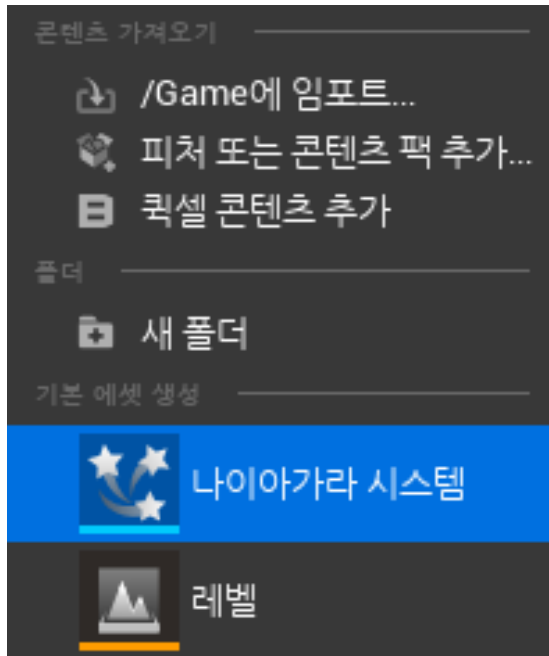 콘텐츠 가져오기
/Game에 임포트...
피처 또는 콘텐츠 팩 추가...
퀵셀 콘텐츠 추가
폴더
새 폴더
기본 에셋 생성
나이아가라 시스템
레벨